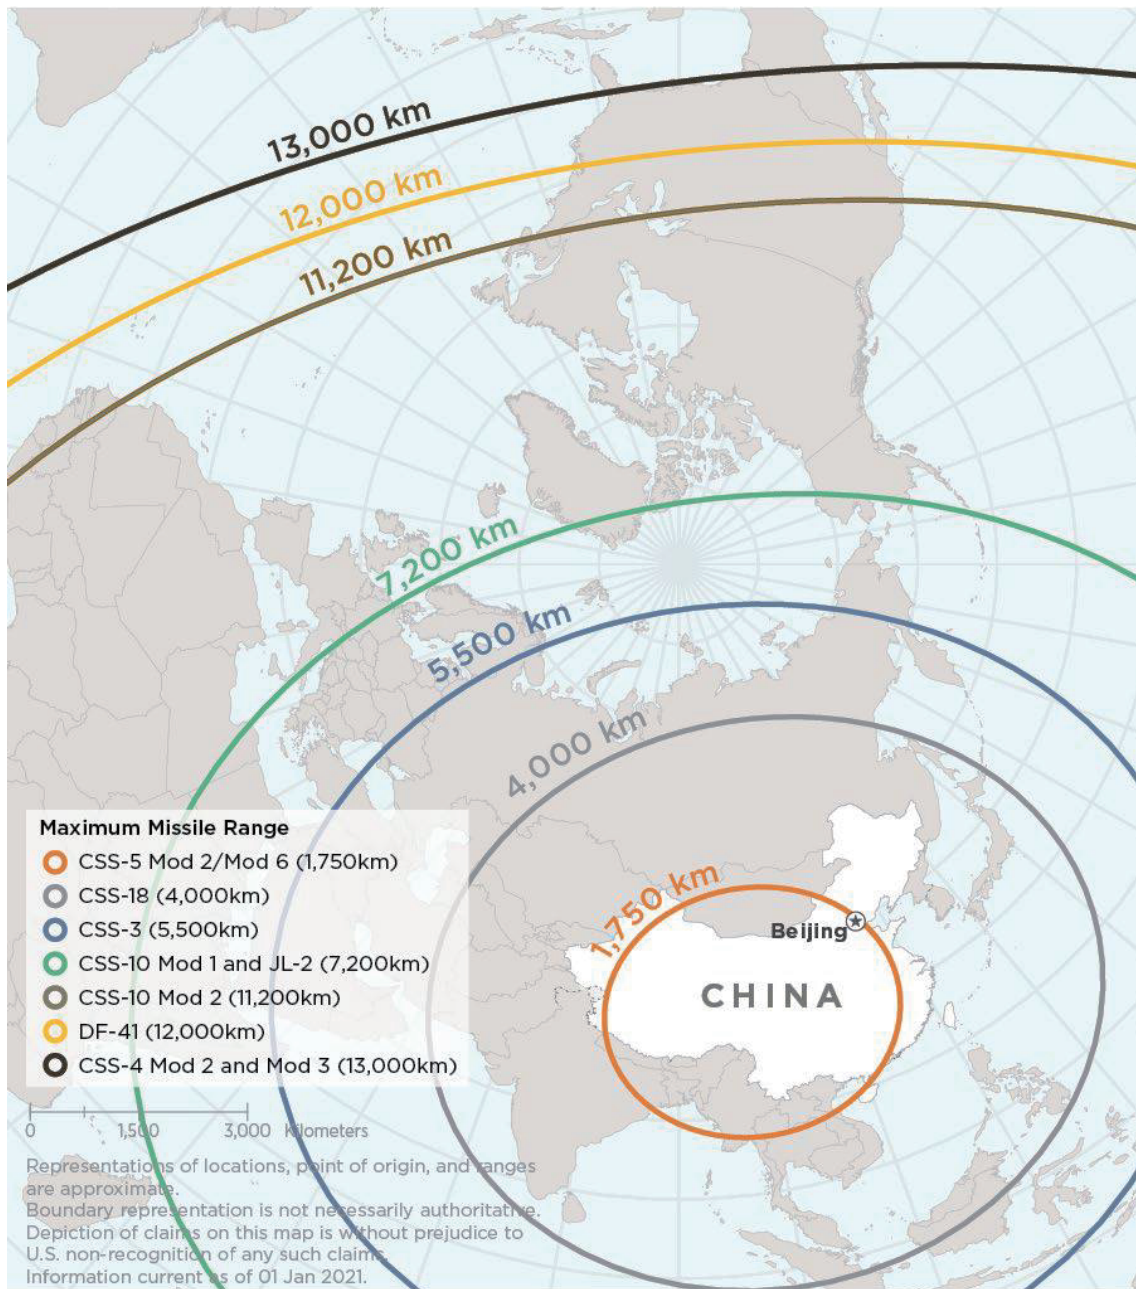 13,000 km
12,000 km
11,200 km
7,200 km
5,500 km
4,000 km
1,750 km
Beijing
CHINA
Maximum Missile Range
CSS-5 Mod 2/Mod 6 (1,750km)
CSS-18 (4,000km)
CSS-3 (5,500km)
CSS-10 Mod 1 and JL-2 (7,200km)
CSS-10 Mod 2 (11,200km)
DF-41 (12,000km)
CSS-4 Mod 2 and Mod 3 (13,000km)
0 1,500 3,000 Kilometers
Representations of locations, point of origin, and ranges
are approximate.
Boundary representation is not necessarily authoritative.
Depiction of claims on this map is without prejudice to
U.S. non-recognition of any such claims.
Information current as of 01 Jan 2021.